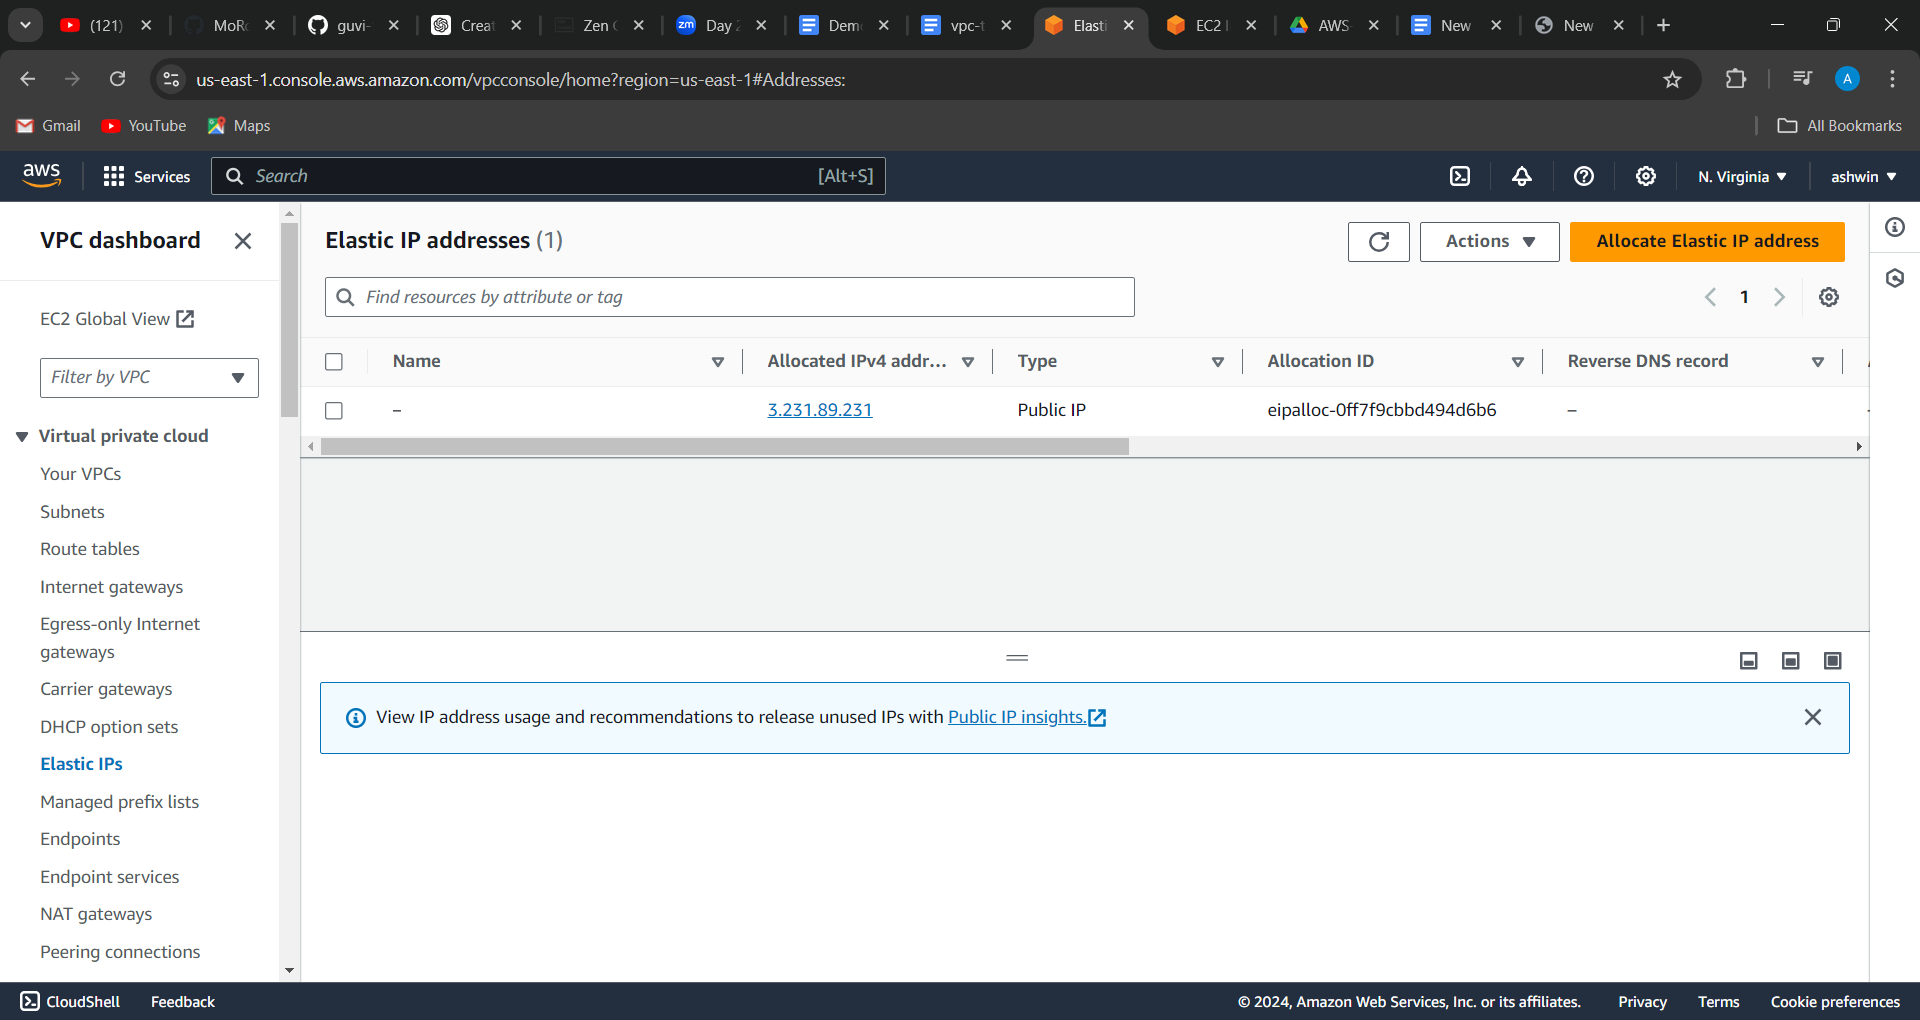 (121)
MoR
guvi-
Creat
Zen
Day
Dem
vpc-t
Elasti
EC2
AWS
New
New
us-east-1.console.aws.amazon.com/vpcconsole/home?region=us-east-1#Addresses:
A
Gmail
YouTube
Maps
All Bookmarks
aws
Services
Search
[Alt+S]
N. Virginia
ashwin
VPC dashboard
EC2 Global View
Filter by VPC
Virtual private cloud
Your VPCs
Subnets
Route tables
Internet gateways
Egress-only Internet
gateways
Carrier gateways
DHCP option sets
Elastic IPs
Managed prefix lists
Endpoints
Endpoint services
NAT gateways
Peering connections
Elastic IP addresses (1)
Actions
Allocate Elastic IP address
Find resources by attribute or tag
1
Name
Allocated IPv4 addr...
Type
Allocation ID
Reverse DNS record
–
3.231.89.231
Public IP
eipalloc-0ff7f9cbbd494d6b6
–
View IP address usage and recommendations to release unused IPs with Public IP insights.
CloudShell
Feedback
© 2024, Amazon Web Services, Inc. or its affiliates.
Privacy
Terms
Cookie preferences